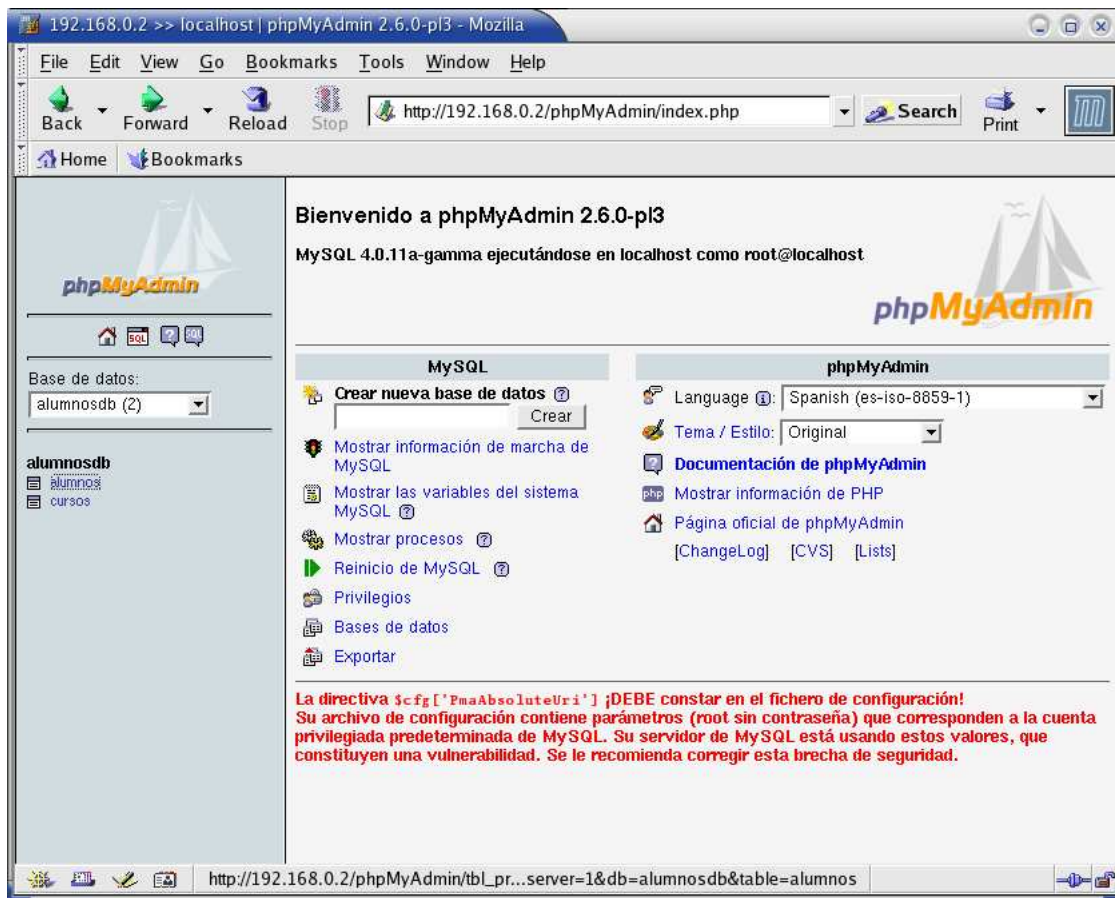 192.168.0.2 >> localhost | phpMyAdmin 2.6.0-pl3 - Mozilla
File Edit View Go Bookmarks Tools Window Help
Back Forward Reload Stop http://192.168.0.2/phpMyAdmin/index.php Search Print
Home Bookmarks
phpMyAdmin
SQL
Base de datos:
alumnosdb (2)
alumnosdb
alumnos
cursos
Bienvenido a phpMyAdmin 2.6.0-pl3
MySQL 4.0.11a-gamma ejecutándose en localhost como root@localhost
phpMyAdmin
MySQL
Crear nueva base de datos
Crear
Mostrar información de marcha de
MySQL
Mostrar las variables del sistema
MySQL
Mostrar procesos
Reinicio de MySQL
Privilegios
Bases de datos
Exportar
phpMyAdmin
Language: Spanish (es-iso-8859-1)
Tema / Estilo: Original
Documentación de phpMyAdmin
php Mostrar información de PHP
Página oficial de phpMyAdmin
[ChangeLog] [CVS] [Lists]
La directiva $cfg['PmaAbsoluteUri'] ¡DEBE constar en el fichero de configuración!
Su archivo de configuración contiene parámetros (root sin contraseña) que corresponden a la cuenta
privilegiada predeterminada de MySQL. Su servidor de MySQL está usando estos valores, que
constituyen una vulnerabilidad. Se le recomienda corregir esta brecha de seguridad.
http://192.168.0.2/phpMyAdmin/tbl_pr...server=1&db=alumnosdb&table=alumnos